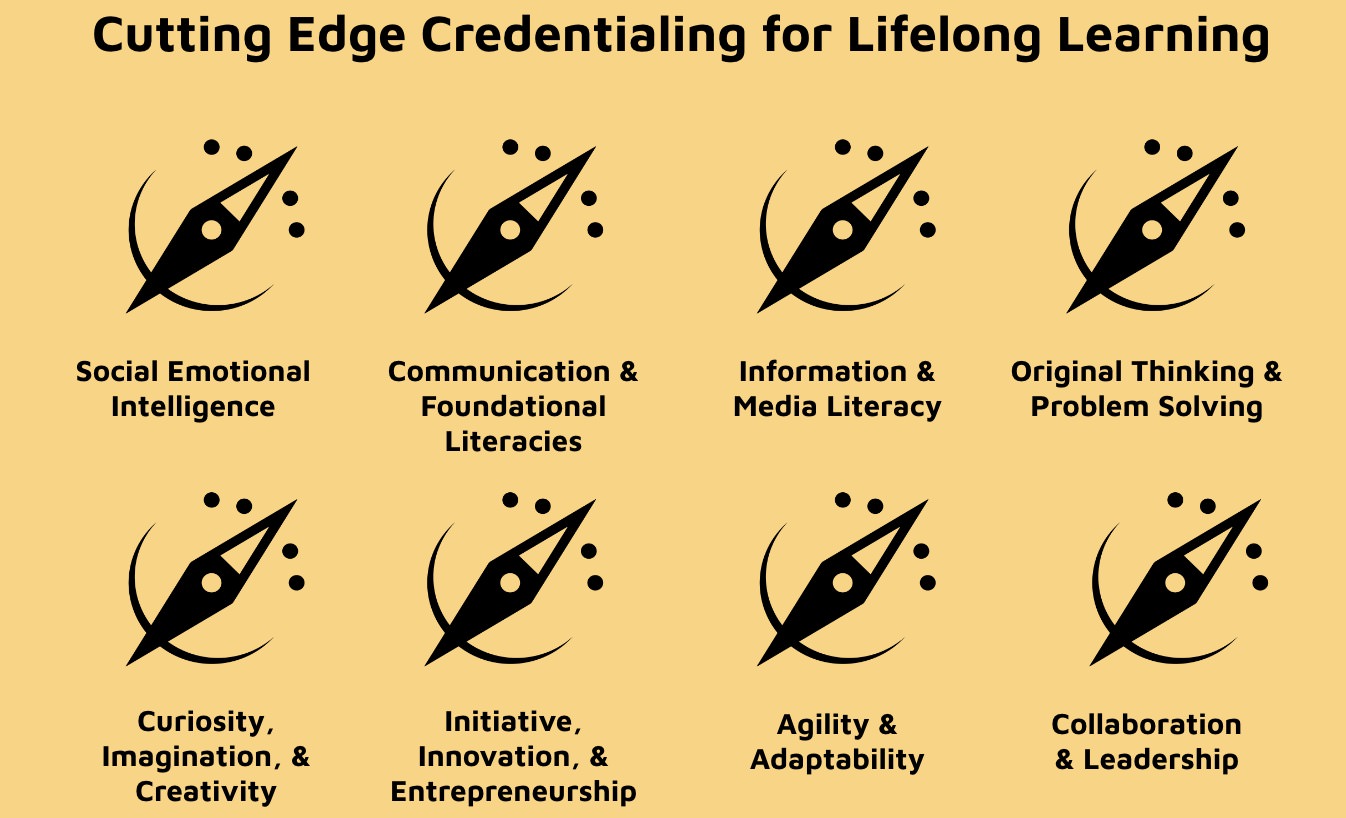 Cutting Edge Credentialing for Lifelong Learning
Social Emotional
Intelligence
Communication &
Foundational
Literacies
Information &
Media Literacy
Original Thinking &
Problem Solving
Curiosity,
Imagination, &
Creativity
Initiative,
Innovation, &
Entrepreneurship
Agility &
Adaptability
Collaboration
& Leadership